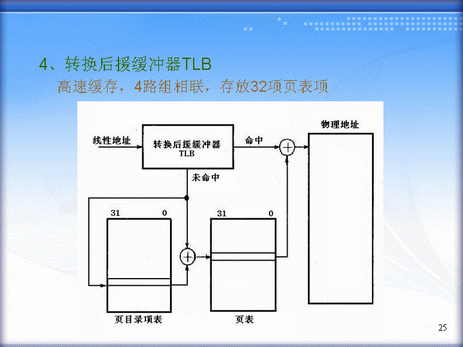 4、转换后援缓冲器TLB
高速缓存，4路组相联，存放32项页表项
物理地址
线性地址
转换后援缓冲器
TLB
命中
未命中
31 0
31 0
页目录项表
页表
25